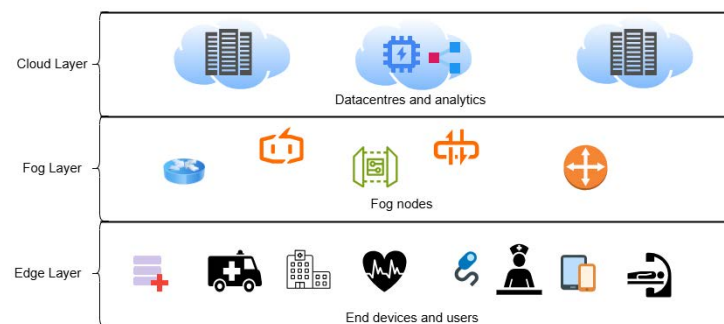 Cloud Layer
Datacentres and analytics
Fog Layer
Fog nodes
Edge Layer
End devices and users